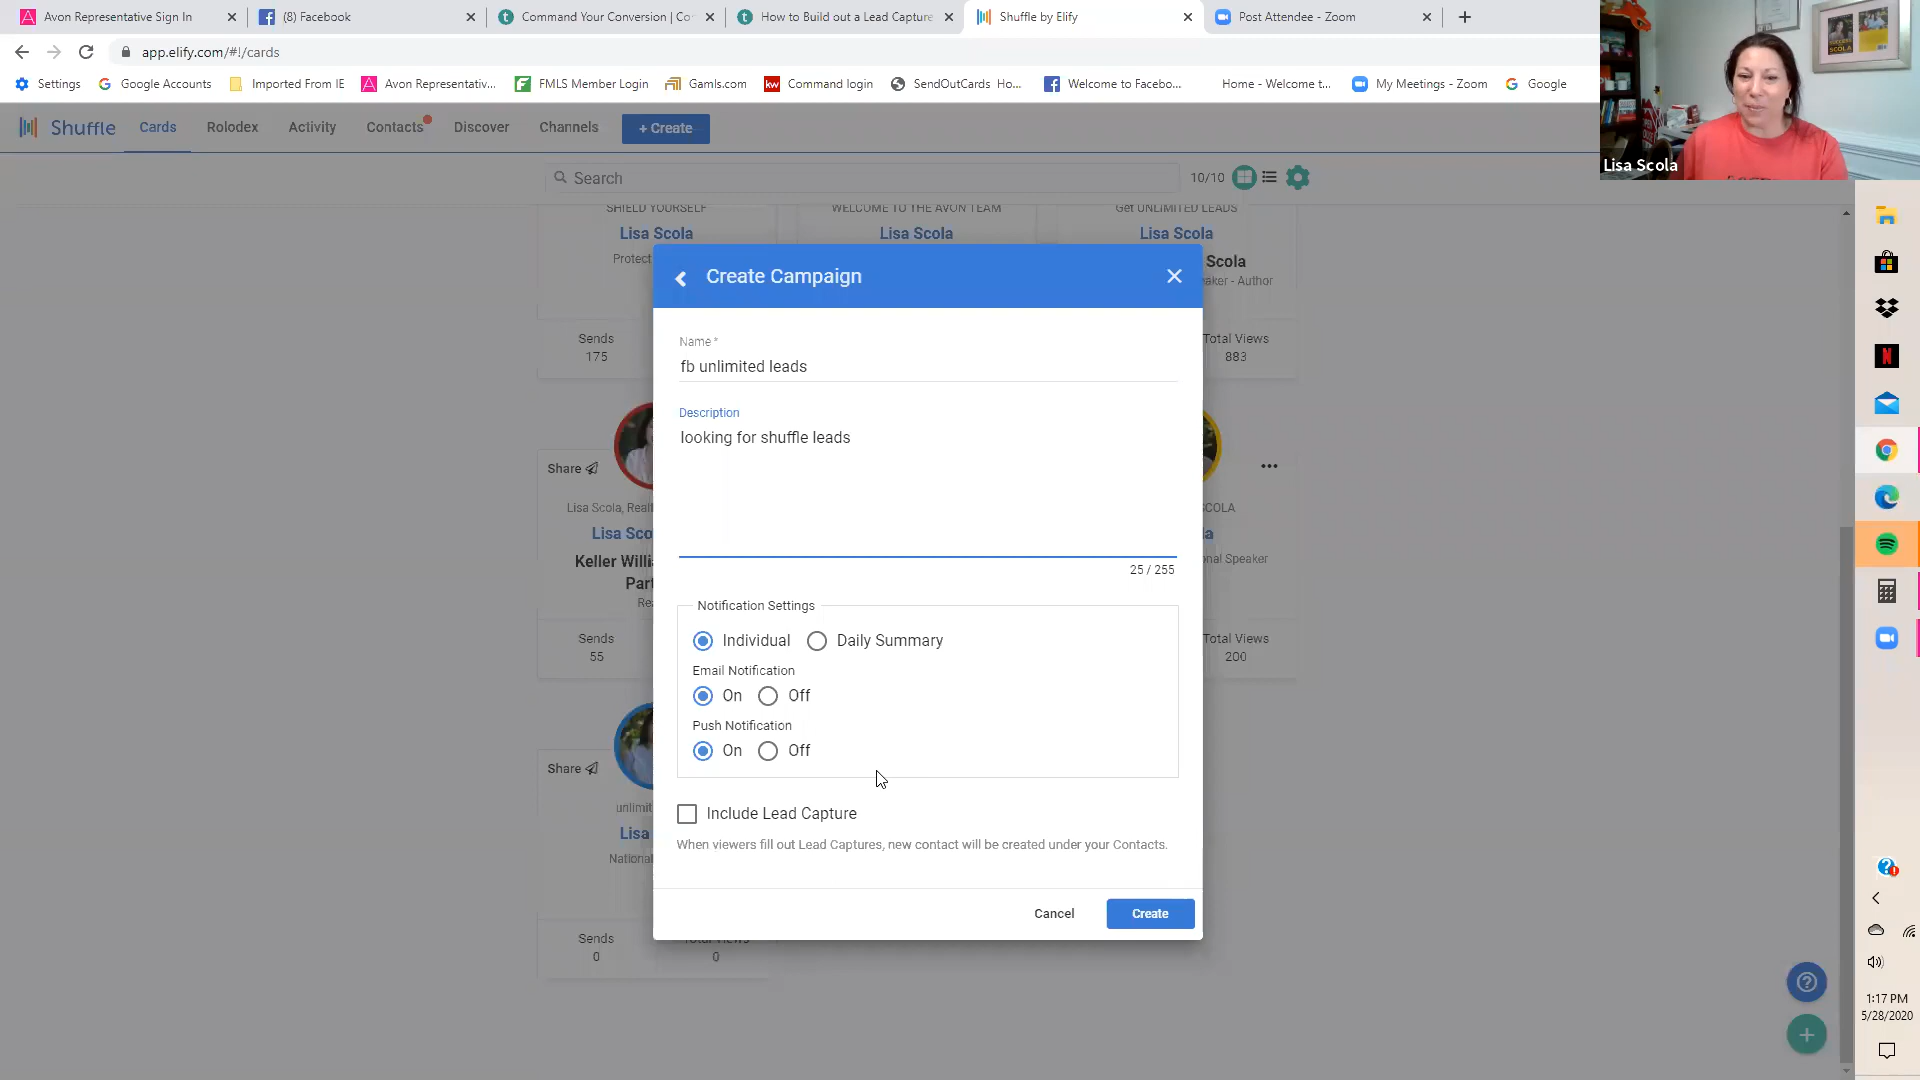 Avon Representative Sign In
(8) Facebook
Command Your Conversion | Co
How to Build out a Lead Capture
Shuffle by Elify
Post Attendee - Zoom
app.elify.com/#!/cards
Settings
Google Accounts
Imported From IE
Avon Representativ...
FMLS Member Login
Gamls.com
kw
Command login
SendOutCards Ho...
Welcome to Facebo...
Home - Welcome t...
My Meetings - Zoom
Google
Lisa Scola
Shuffle
Cards
Rolodex
Activity
Contacts
Discover
Channels
+ Create
Search
10/10
SHIELD YOURSELF
WELCOME TO THE AVON TEAM
Get UNLIMITED LEADS
Lisa Scola
Lisa Scola
Lisa Scola
Protect
Scola
aker - Author
Sends
175
Total Views
883
Create Campaign
Name *
fb unlimited leads
Description
looking for shuffle leads
25 / 255
Notification Settings
Individual
Daily Summary
Email Notification
On
Off
Push Notification
On
Off
Include Lead Capture
When viewers fill out Lead Captures, new contact will be created under your Contacts.
Cancel
Create
Share
Lisa Scola, Real
Lisa Sco
Keller Willi
Part
Re
SCOLA
la
onal Speaker
Sends
55
Total Views
200
Share
unlimit
Lisa
National
Sends
0
Total Views
0
1:17 PM
5/28/2020